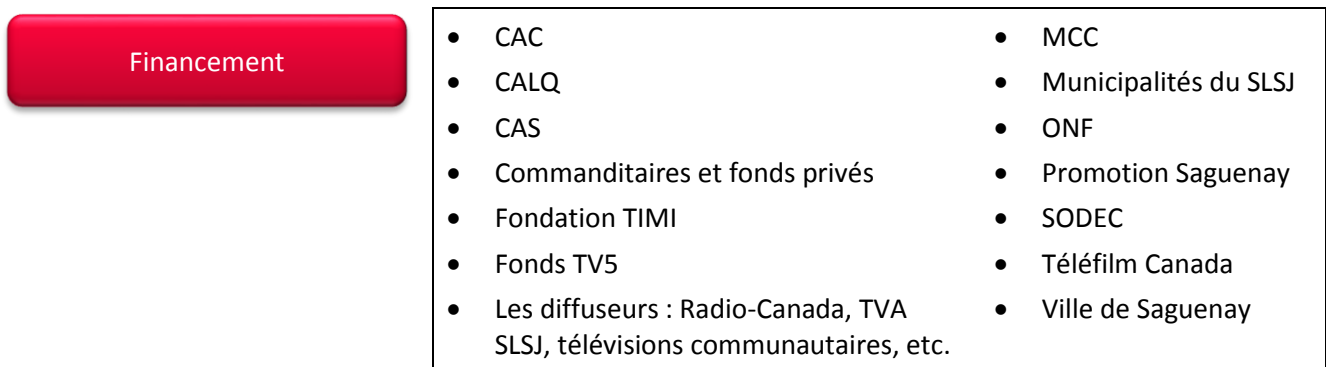 Financement
• CAC
• CALQ
• CAS
• Commanditaires et fonds privés
• Fondation TIMI
• Fonds TV5
• Les diffuseurs : Radio-Canada, TVA
SLSJ, télévisions communautaires, etc.
• MCC
• Municipalités du SLSJ
• ONF
• Promotion Saguenay
• SODEC
• Téléfilm Canada
• Ville de Saguenay